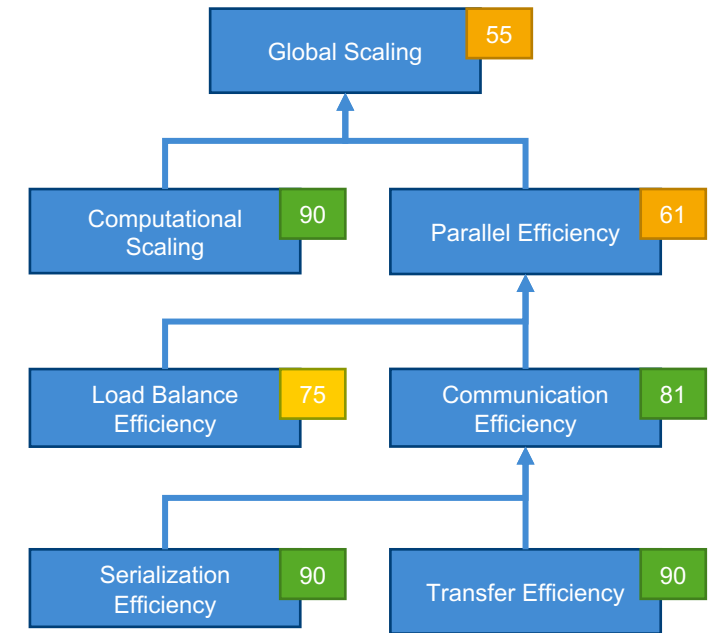 Global Scaling
55
Computational
Scaling
90
Parallel Efficiency
61
Load Balance
Efficiency
75
Communication
Efficiency
81
Serialization
Efficiency
90
Transfer Efficiency
90